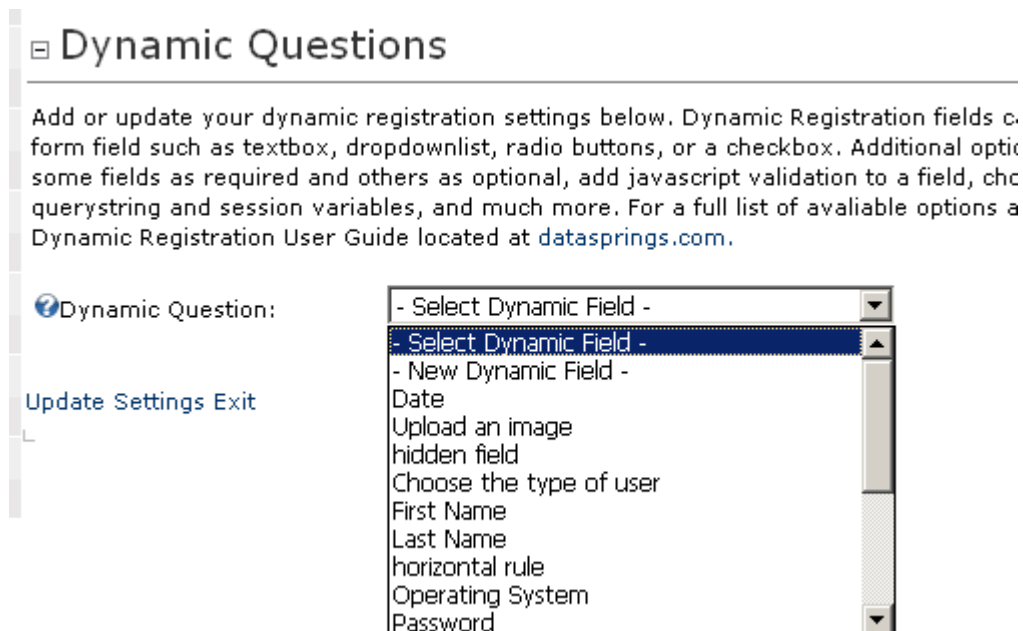 Dynamic Questions
Add or update your dynamic registration settings below. Dynamic Registration fields
form field such as textbox, dropdownlist, radio buttons, or a checkbox. Additional
some fields as required and others as optional, add javascript validation to a field,
querystring and session variables, and much more. For a full list of avaliable options
Dynamic Registration User Guide located at datasprings.com.
Dynamic Question:
- Select Dynamic Field -
- Select Dynamic Field -
- New Dynamic Field -
Date
Upload an image
hidden field
Choose the type of user
First Name
Last Name
horizontal rule
Operating System
Password
Update Settings Exit